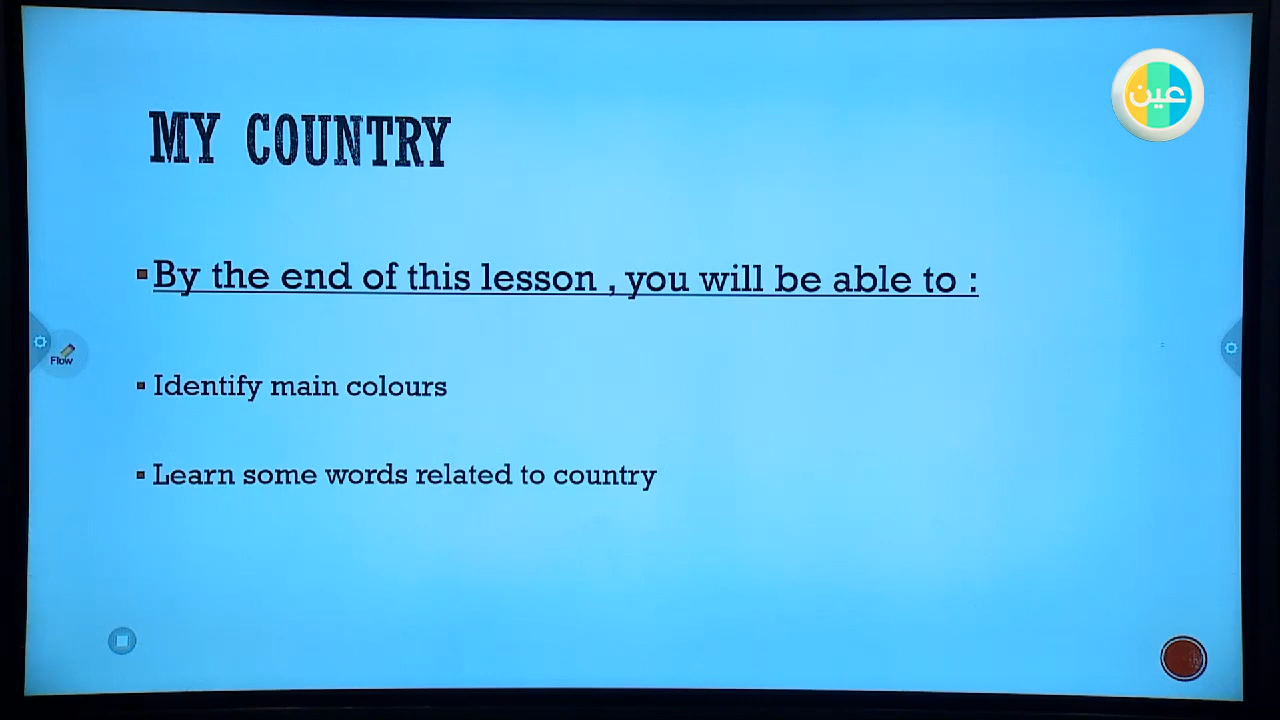 عين
MY COUNTRY
By the end of this lesson , you will be able to :
Flow
Identify main colours
Learn some words related to country